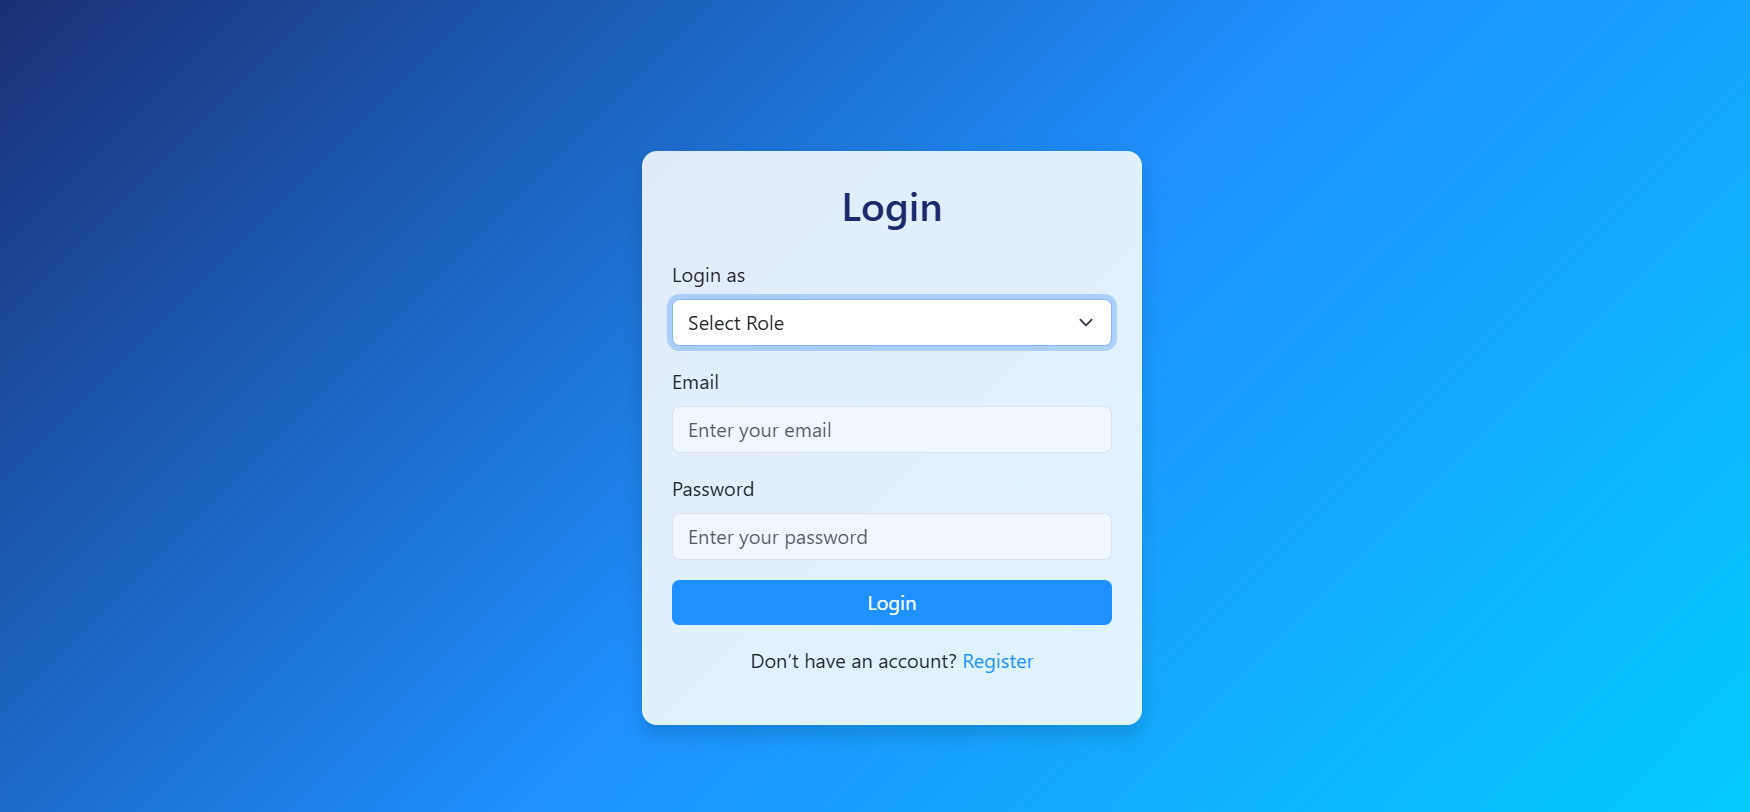 Login
Login as
Select Role
Email
Enter your email
Password
Enter your password
Login
Don’t have an account? Register